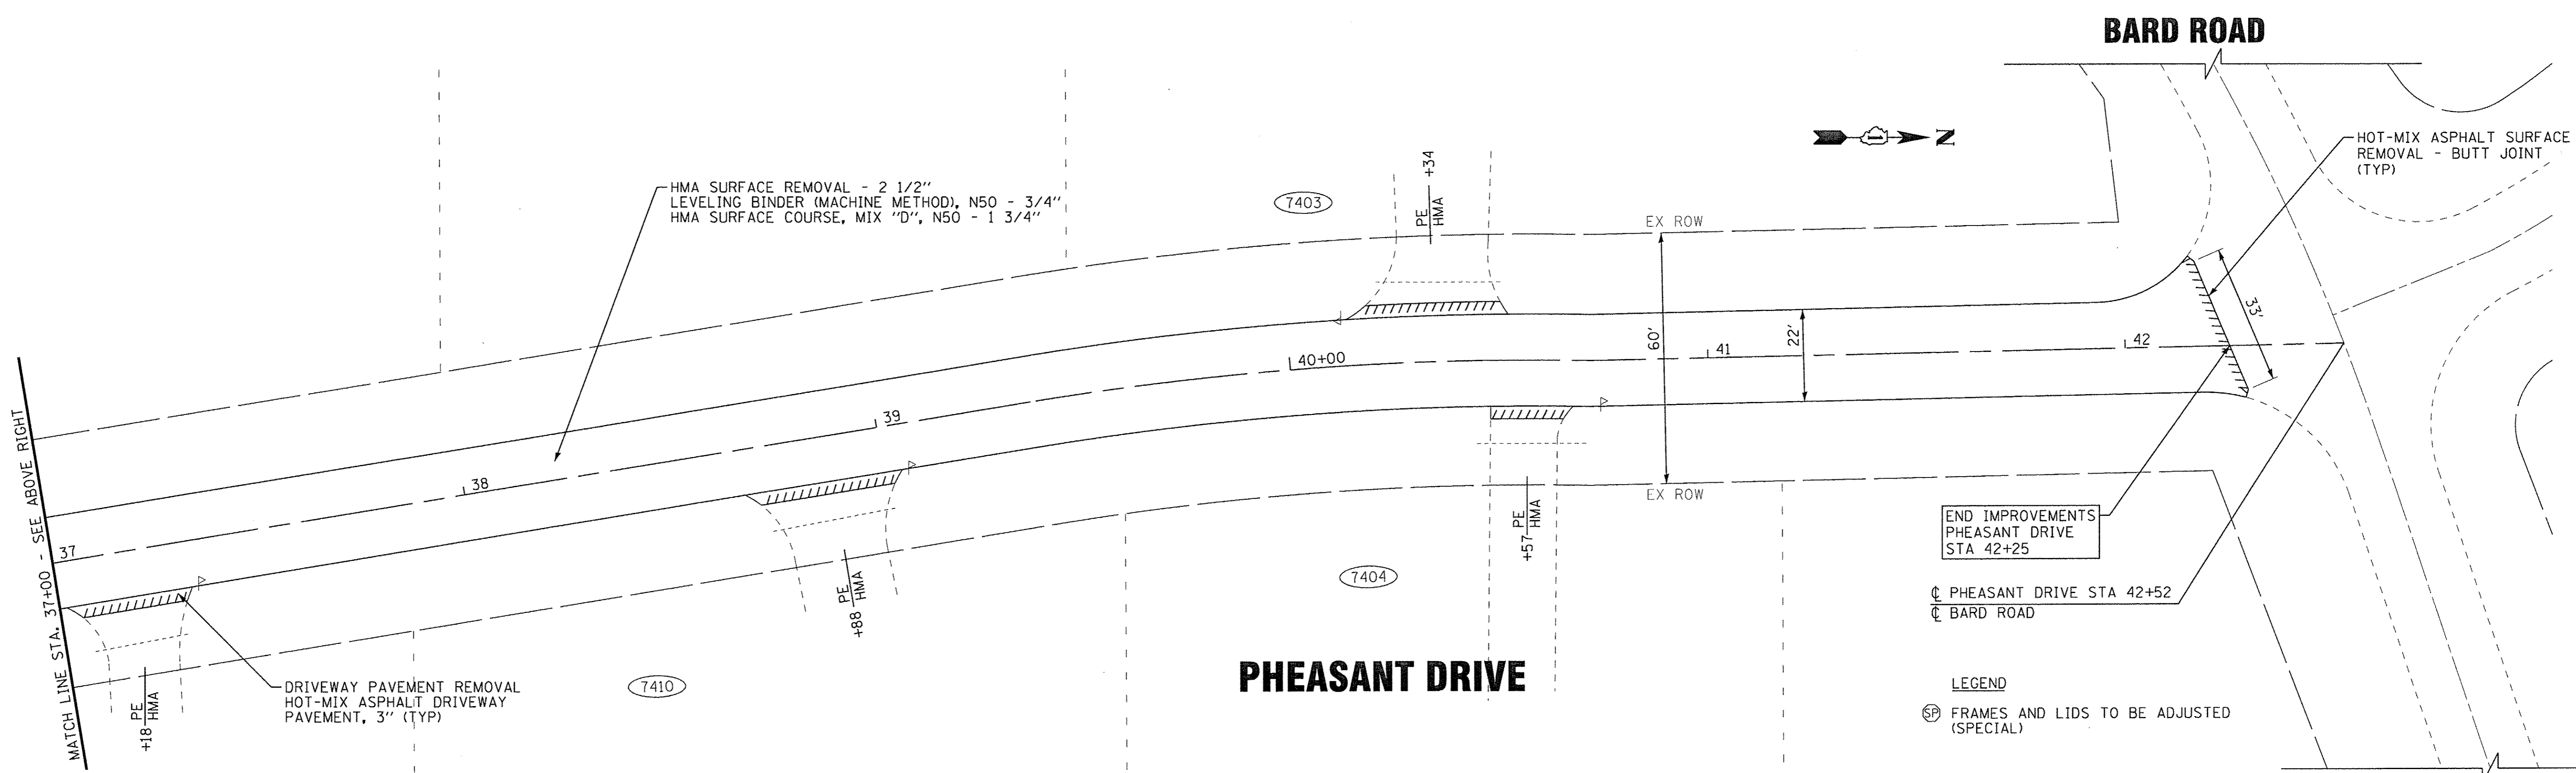 BARD ROAD
HOT-MIX ASPHALT SURFACE
REMOVAL - BUTT JOINT
(TYP)
N
1
HMA SURFACE REMOVAL - 2 1/2"
LEVELING BINDER (MACHINE METHOD), N50 - 3/4"
HMA SURFACE COURSE, MIX "D", N50 - 1 3/4"
7403
PE
HMA
+34
EX ROW
60'
22'
33'
37
38
39
40+00
41
42
EX ROW
MATCH LINE STA. 37+00 - SEE ABOVE RIGHT
+18
PE
HMA
DRIVEWAY PAVEMENT REMOVAL
HOT-MIX ASPHALT DRIVEWAY
PAVEMENT, 3" (TYP)
7410
+88
PE
HMA
7404
+57
PE
HMA
PHEASANT DRIVE
END IMPROVEMENTS
PHEASANT DRIVE
STA 42+25
℄ PHEASANT DRIVE STA 42+52
℄ BARD ROAD
LEGEND
SP FRAMES AND LIDS TO BE ADJUSTED
(SPECIAL)